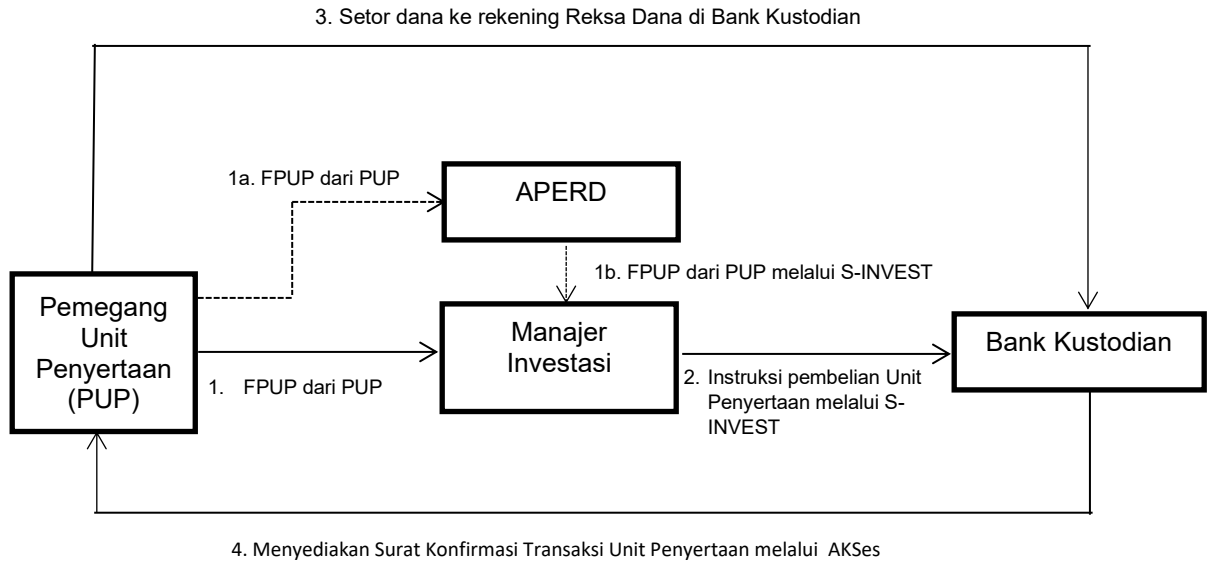 3. Setor dana ke rekening Reksa Dana di Bank Kustodian
1a. FPUP dari PUP
APERD
1b. FPUP dari PUP melalui S-INVEST
Pemegang
Unit
Penyertaan
(PUP)
Manajer
Investasi
Bank Kustodian
1. FPUP dari PUP
2. Instruksi pembelian Unit
Penyertaan melalui S-
INVEST
4. Menyediakan Surat Konfirmasi Transaksi Unit Penyertaan melalui AKSes